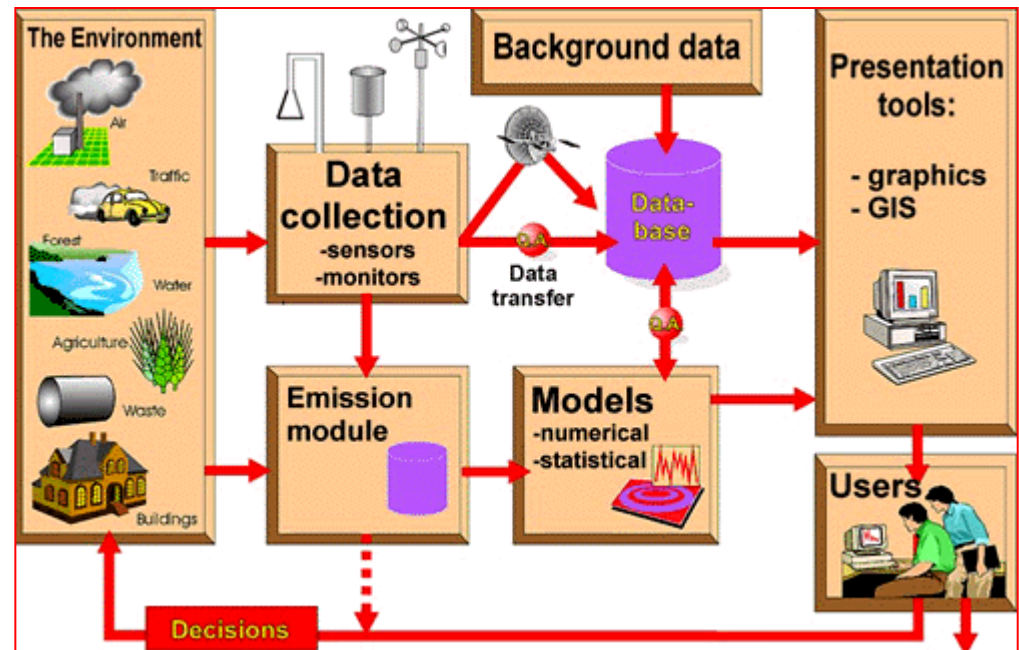 The Environment
Air
Traffic
Forest
Water
Agriculture
Waste
Buildings
Data
collection
-sensors
-monitors
Background data
Q.A
Data
transfer
Data-
base
Q.A
Emission
module
Models
-numerical
-statistical
Presentation
tools:
- graphics
- GIS
Users
Decisions